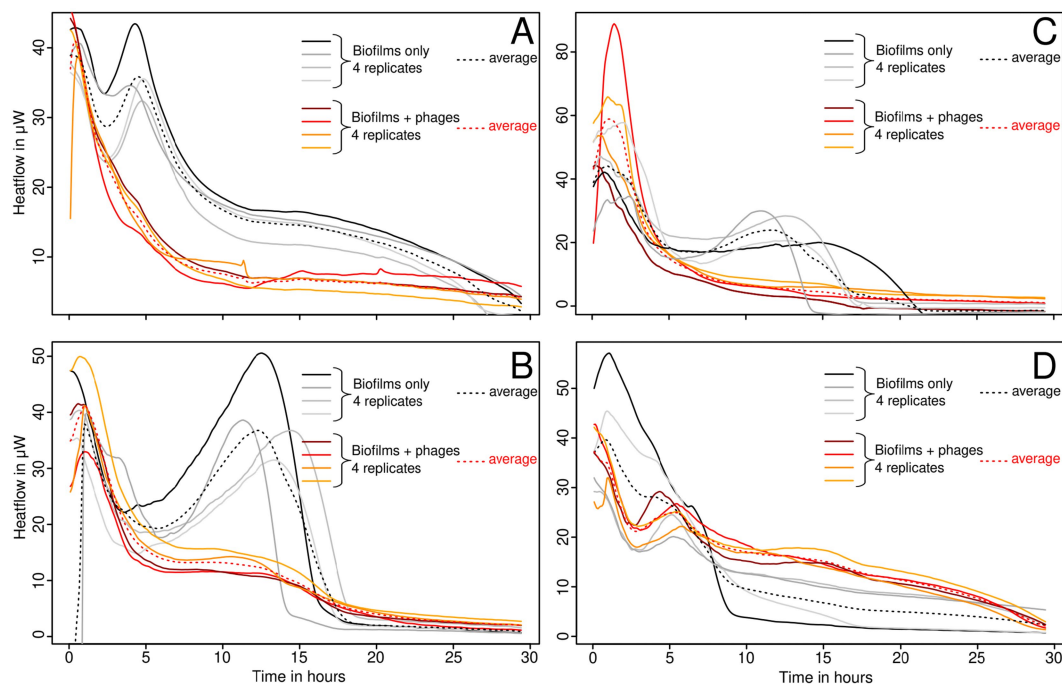 A
Heatflow in µW
40
30
20
10
Biofilms only
4 replicates
average
Biofilms + phages
4 replicates
average
C
80
60
40
20
0
Biofilms only
4 replicates
average
Biofilms + phages
4 replicates
average
B
Heatflow in µW
50
40
30
20
10
0
Biofilms only
4 replicates
average
Biofilms + phages
4 replicates
average
0 5 10 15 20 25 30
Time in hours
D
50
40
30
20
10
0
Biofilms only
4 replicates
average
Biofilms + phages
4 replicates
average
0 5 10 15 20 25 30
Time in hours